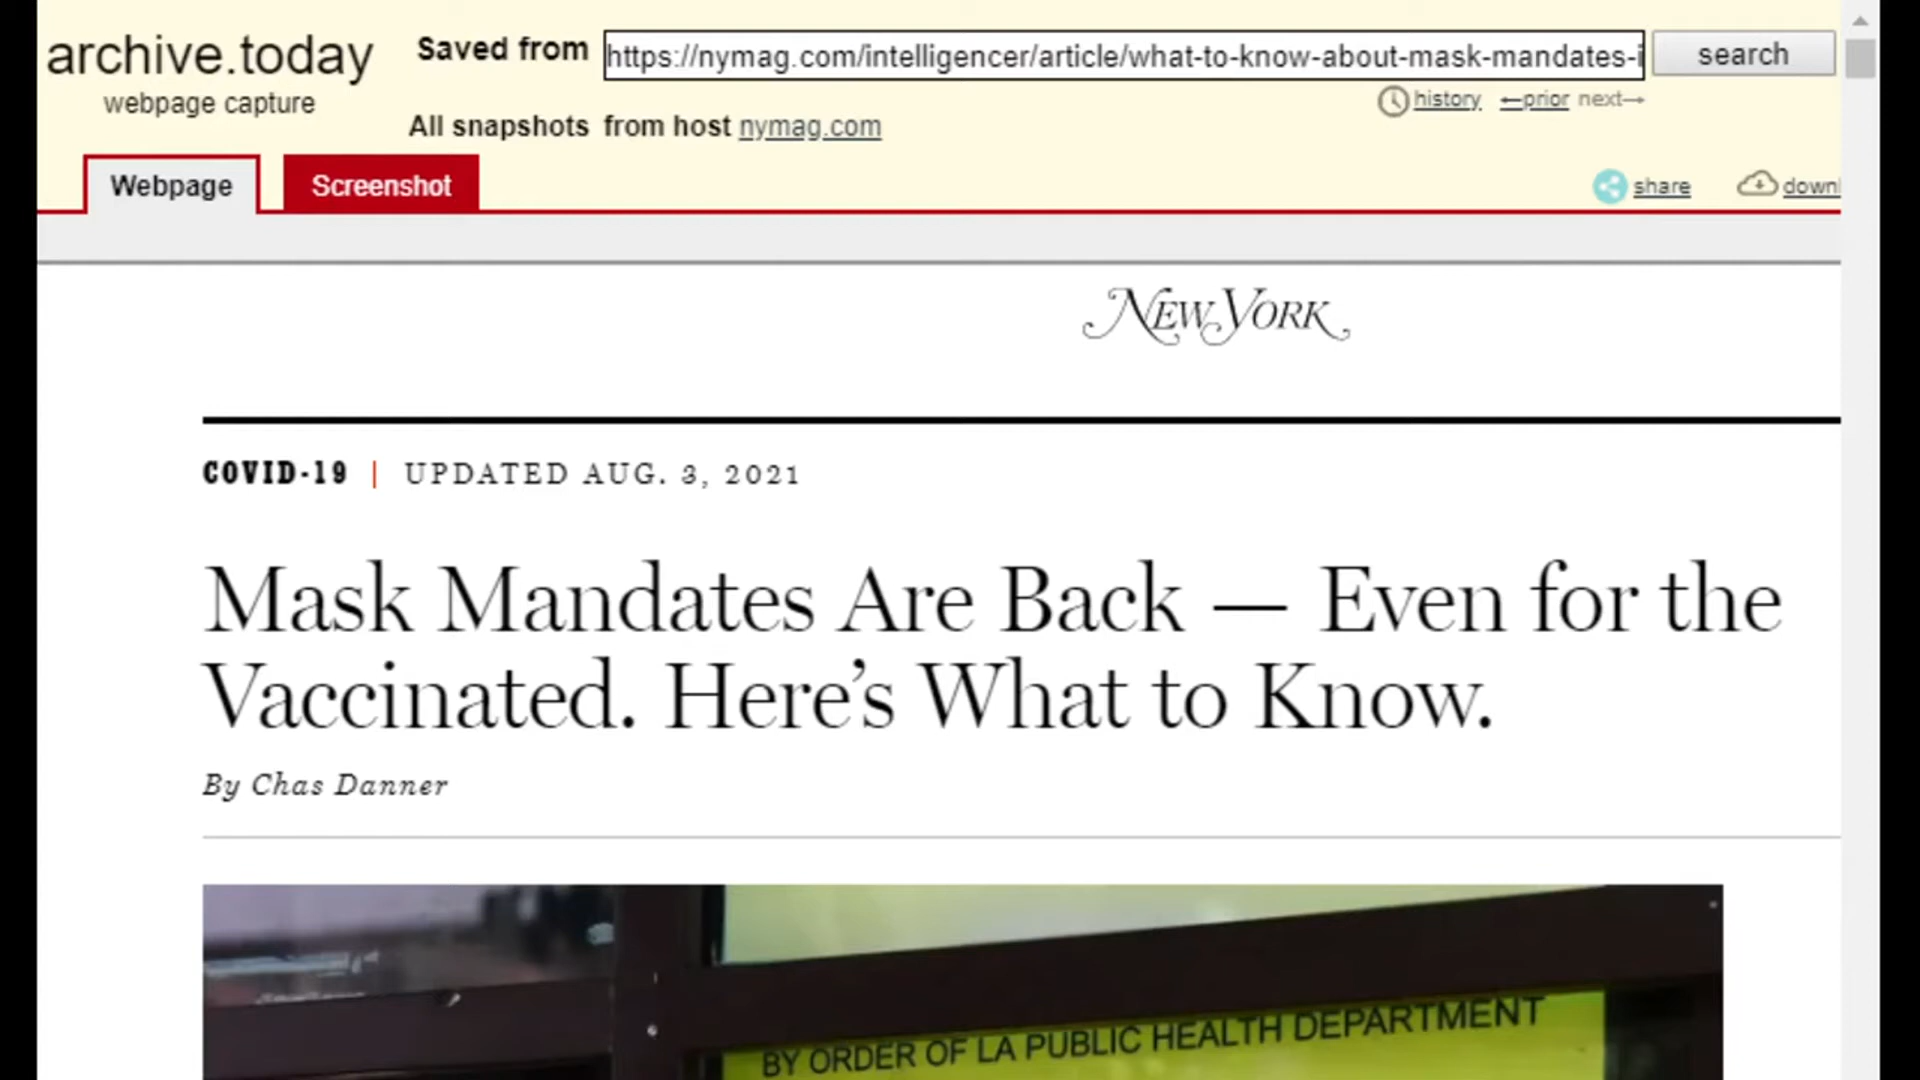 archive.today
webpage capture
Saved from https://nymag.com/intelligencer/article/what-to-know-about-mask-mandates-i
search
history ←prior next→
All snapshots from host nymag.com
Webpage
Screenshot
share
downl
NEW YORK
COVID-19 | UPDATED AUG. 3, 2021
Mask Mandates Are Back — Even for the
Vaccinated. Here’s What to Know.
By Chas Danner
BY ORDER OF LA PUBLIC HEALTH DEPARTMENT